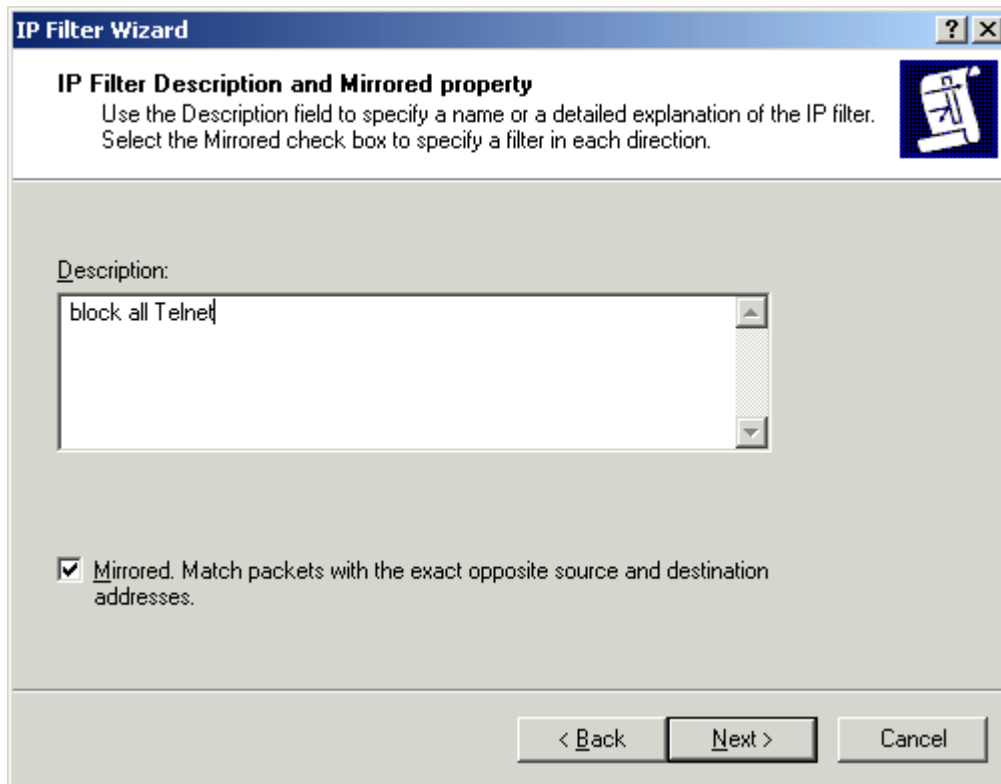 IP Filter Wizard
IP Filter Description and Mirrored property
Use the Description field to specify a name or a detailed explanation of the IP filter.
Select the Mirrored check box to specify a filter in each direction.
Description:
block all Telnet
Mirrored. Match packets with the exact opposite source and destination
addresses.
< Back Next > Cancel